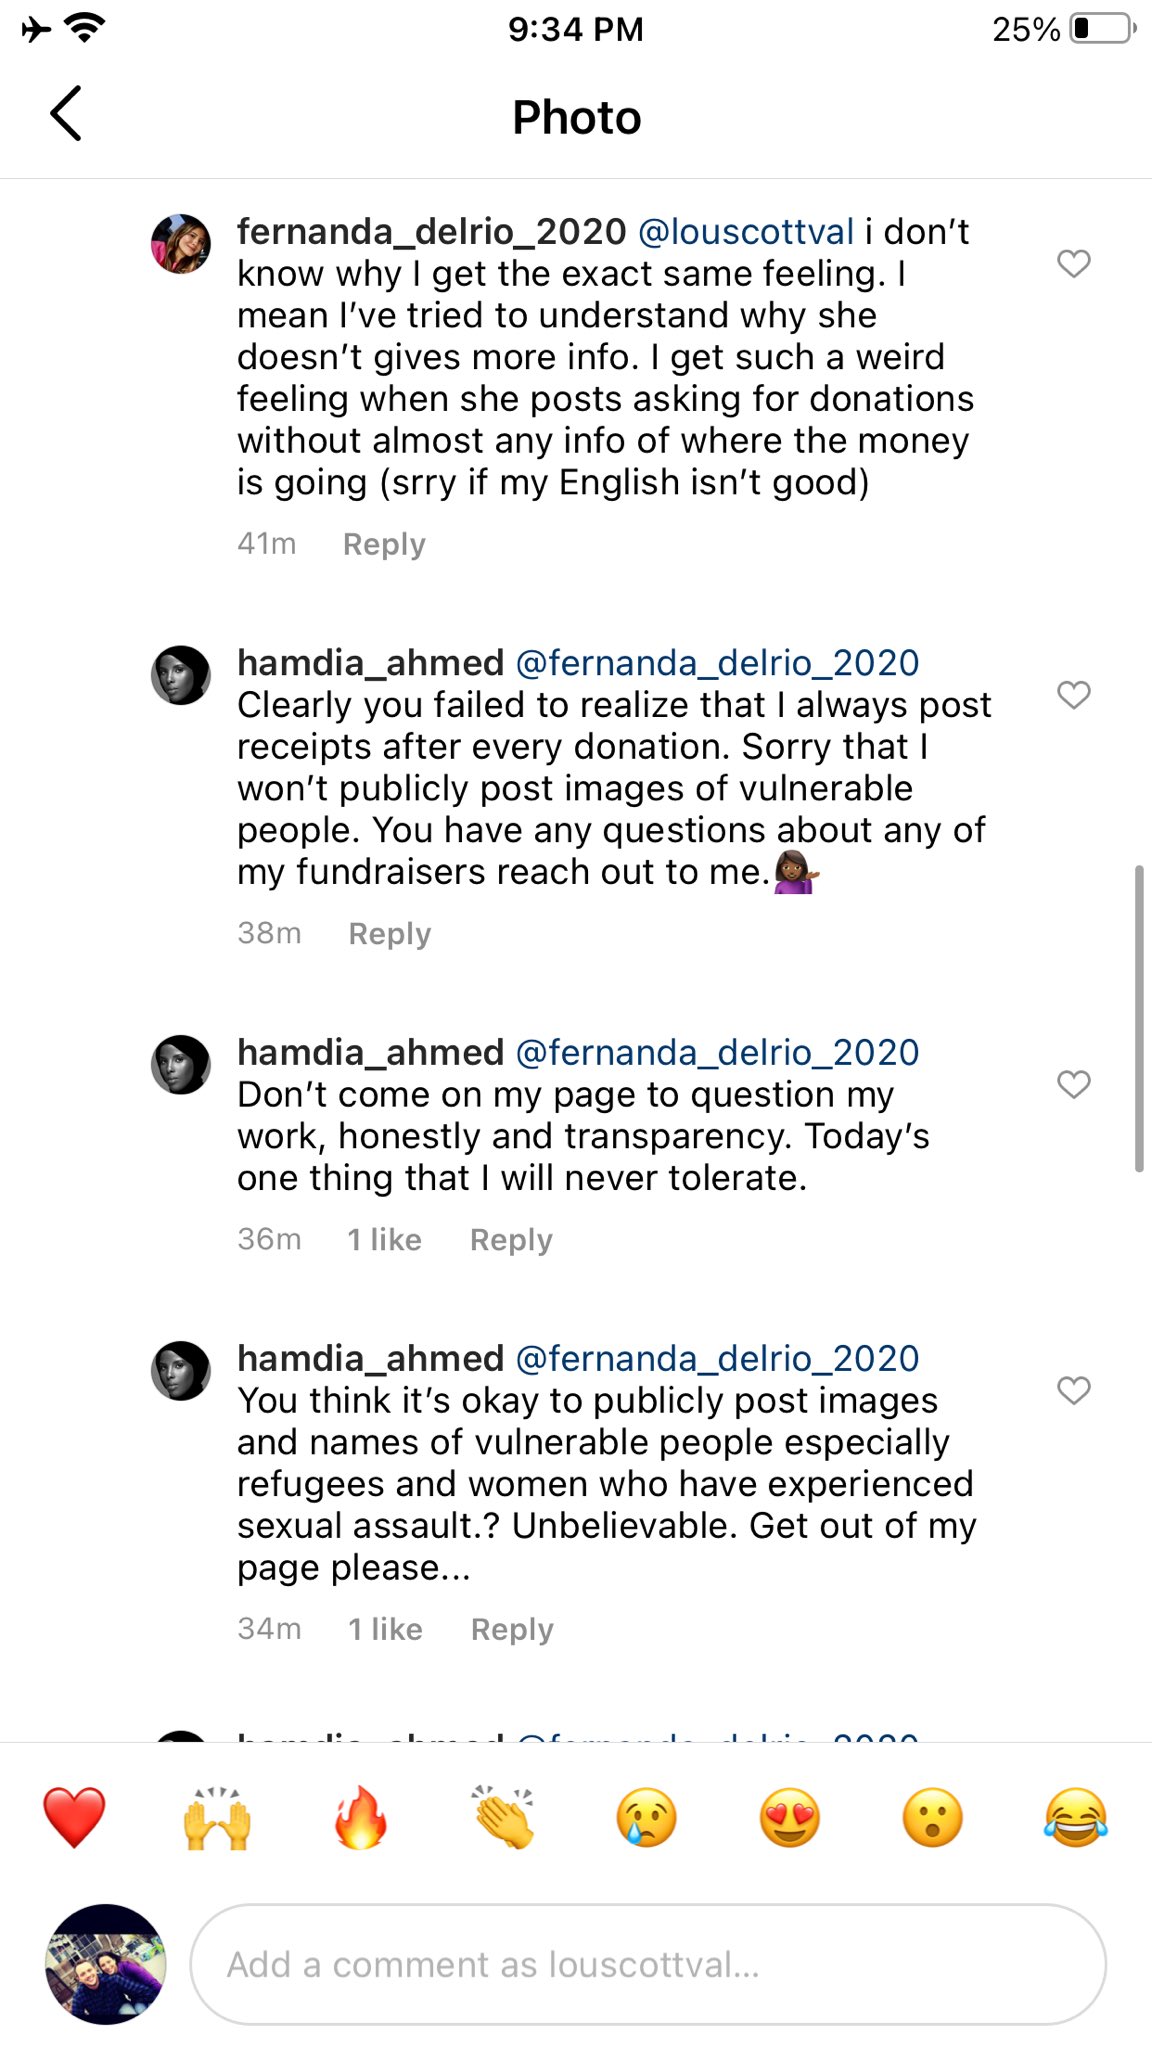 9:34 PM 25%
Photo
fernanda_delrio_2020 @louscottval i don’t
know why I get the exact same feeling. I
mean I’ve tried to understand why she
doesn’t gives more info. I get such a weird
feeling when she posts asking for donations
without almost any info of where the money
is going (srry if my English isn’t good)
41m Reply
hamdia_ahmed @fernanda_delrio_2020
Clearly you failed to realize that I always post
receipts after every donation. Sorry that I
won’t publicly post images of vulnerable
people. You have any questions about any of
my fundraisers reach out to me.💁🏾‍♀️
38m Reply
hamdia_ahmed @fernanda_delrio_2020
Don’t come on my page to question my
work, honestly and transparency. Today’s
one thing that I will never tolerate.
36m 1 like Reply
hamdia_ahmed @fernanda_delrio_2020
You think it’s okay to publicly post images
and names of vulnerable people especially
refugees and women who have experienced
sexual assault.? Unbelievable. Get out of my
page please...
34m 1 like Reply
hamdia_ahmed @fernanda_delrio_2020
Add a comment as louscottval...